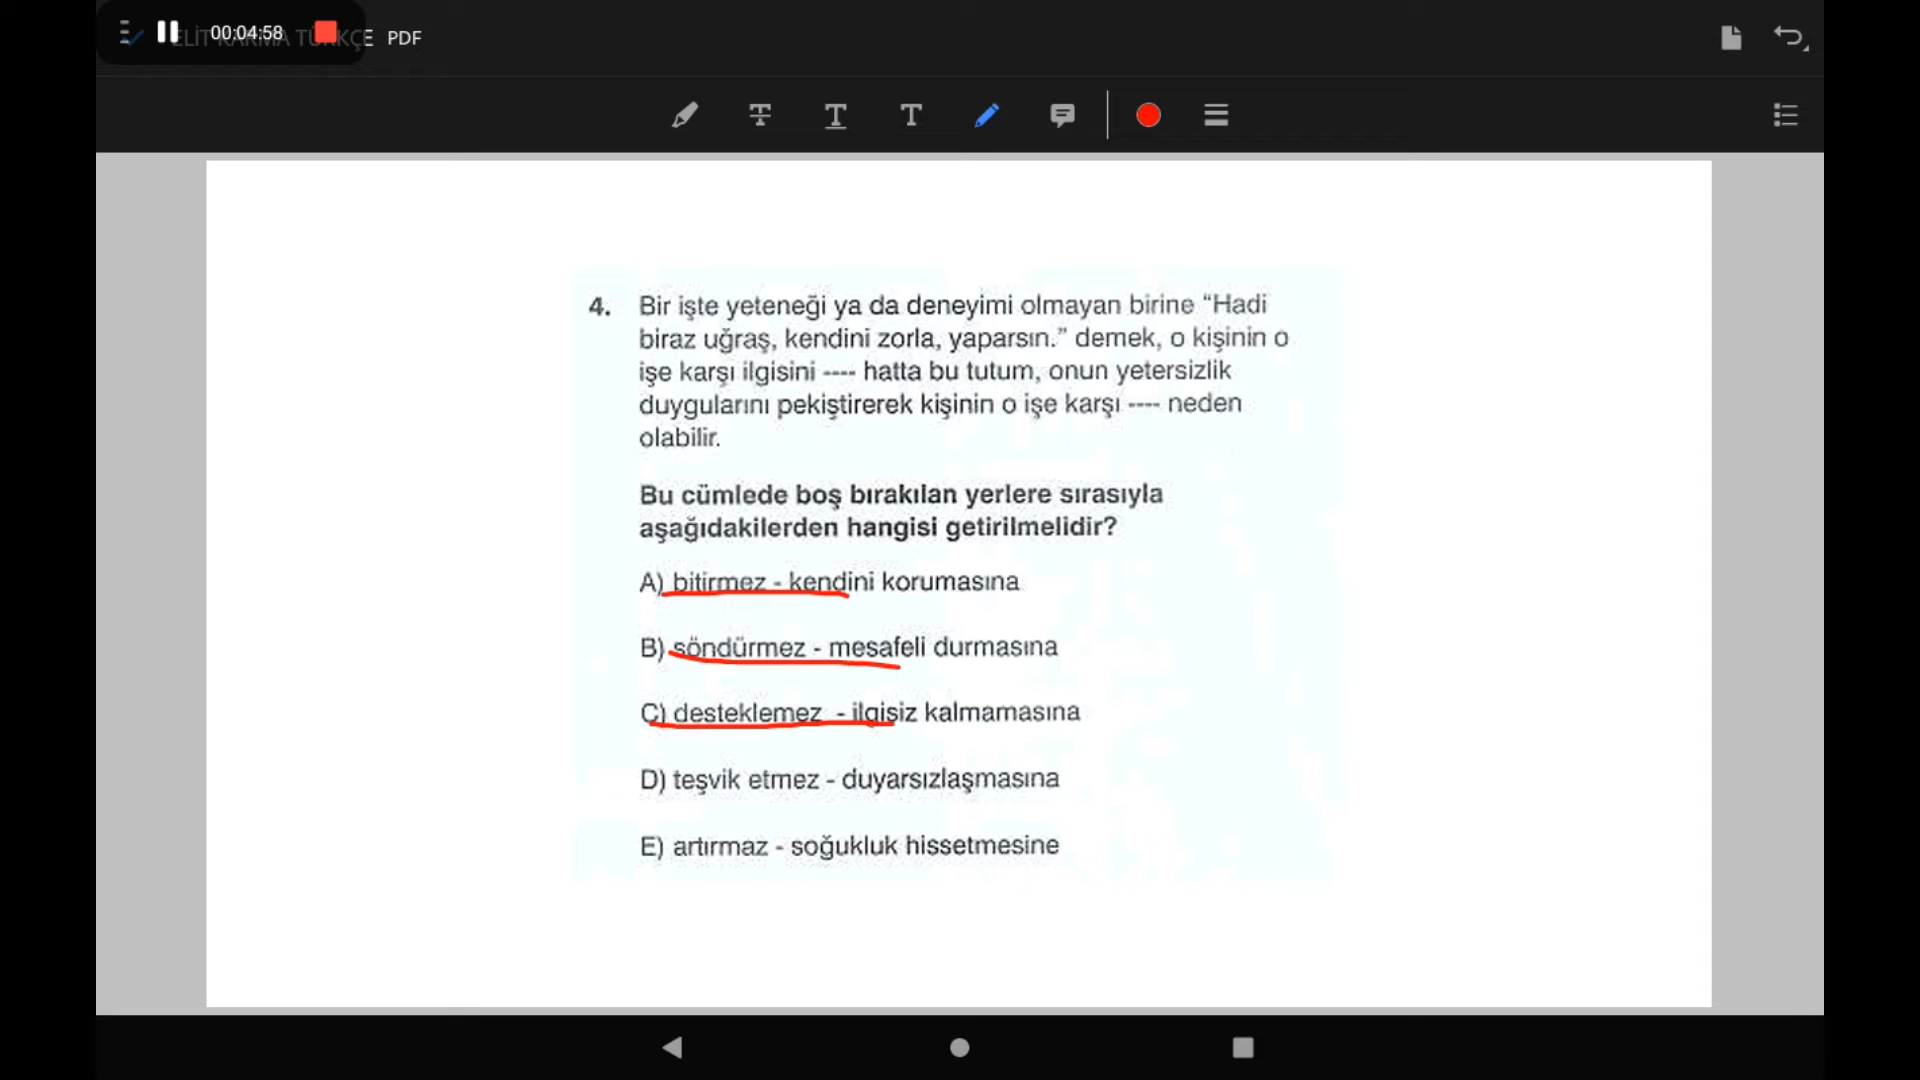 00:04:58
ELİT KARMA TÜRKÇE PDF
4. Bir işte yeteneği ya da deneyimi olmayan birine “Hadi
biraz uğraş, kendini zorla, yaparsın.” demek, o kişinin o
işe karşı ilgisini ---- hatta bu tutum, onun yetersizlik
duygularını pekiştirerek kişinin o işe karşı ---- neden
olabilir.
Bu cümlede boş bırakılan yerlere sırasıyla
aşağıdakilerden hangisi getirilmelidir?
A) bitirmez - kendini korumasına
B) söndürmez - mesafeli durmasına
C) desteklemez - ilgisiz kalmamasına
D) teşvik etmez - duyarsızlaşmasına
E) artırmaz - soğukluk hissetmesine